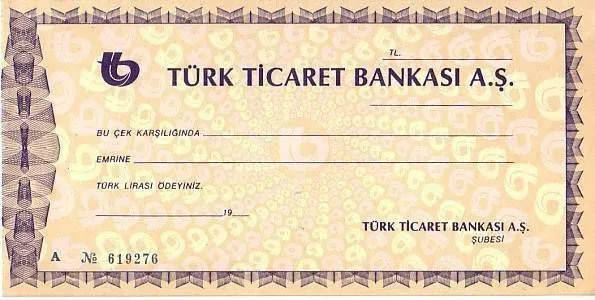 TL.
TÜRK TİCARET BANKASI A.Ş.
BU ÇEK KARŞILIĞINDA
EMRİNE
TÜRK LİRASI ÖDEYİNİZ.
19
TÜRK TİCARET BANKASI A.Ş.
ŞUBESİ
A № 619276